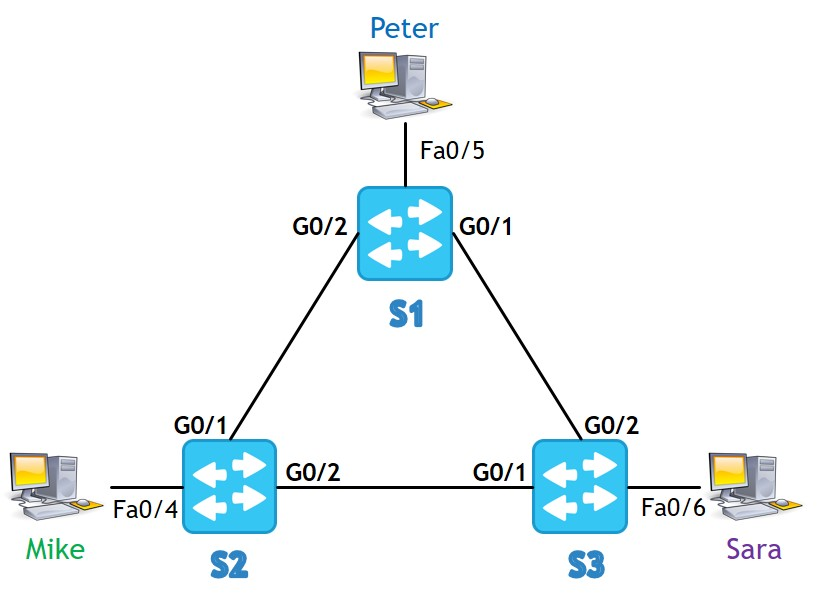 Peter
Fa0/5
G0/2
G0/1
S1
G0/1
G0/2
G0/2
G0/1
Fa0/4
Fa0/6
Mike
S2
S3
Sara